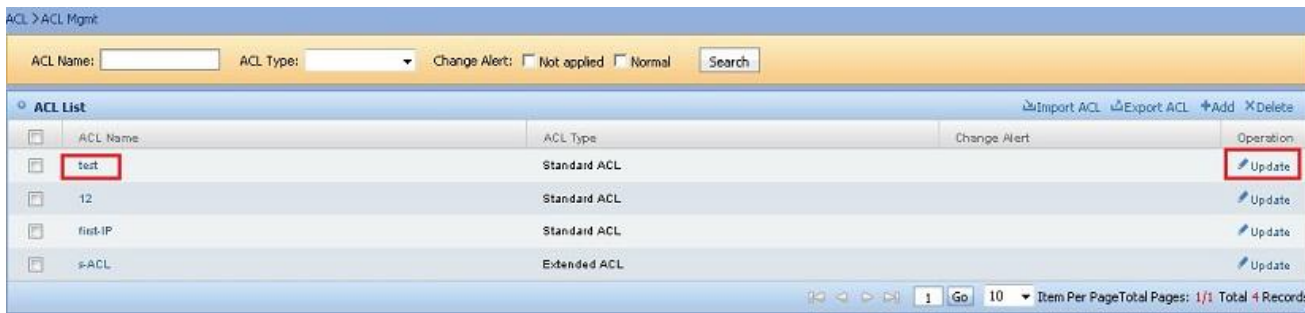 ACL > ACL Mgmt
ACL Name: ACL Type: Change Alert: Not applied Normal Search
ACL List Import ACL Export ACL Add Delete
ACL Name ACL Type Change Alert Operation
test Standard ACL Update
12 Standard ACL Update
first-IP Standard ACL Update
s-ACL Extended ACL Update
1 Go 10 Item Per PageTotal Pages: 1/1 Total 4 Records